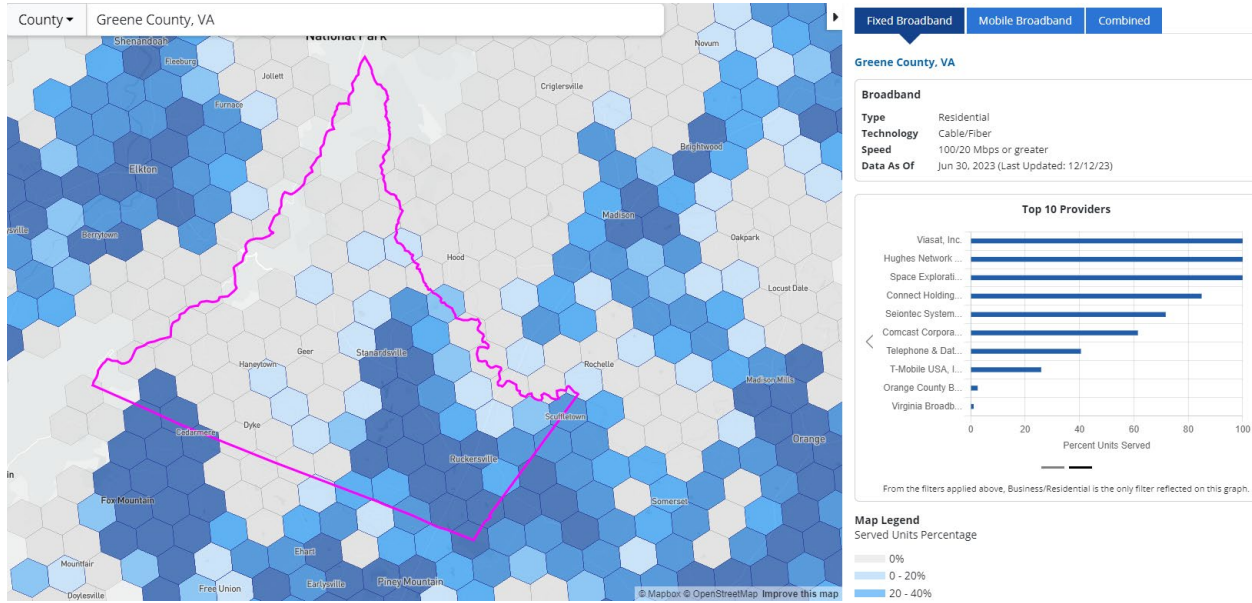 County
Greene County, VA
National Park
Shenandoah
Fleeburg
Jollett
Furnace
Novum
Criglersville
Brightwood
Elkton
Madison
Berrytown
Oakpark
Hood
Locust Dale
Geer
Stanardsville
Haneytown
Rochelle
Madison Mills
Scuffletown
Dyke
Cedarmere
Orange
Ruckersville
Fox Mountain
Somerset
Ehart
Mountfair
Free Union
Earlysville
Piney Mountain
Doylesville
© Mapbox © OpenStreetMap Improve this map
Fixed Broadband
Mobile Broadband
Combined
Greene County, VA
Broadband
Type Residential
Technology Cable/Fiber
Speed 100/20 Mbps or greater
Data As Of Jun 30, 2023 (Last Updated: 12/12/23)
Top 10 Providers
Viasat, Inc.
Hughes Network ...
Space Explorati...
Connect Holding...
Seiontec System...
Comcast Corpora...
Telephone & Dat...
T-Mobile USA, I...
Orange County B...
Virginia Broadb...
0 20 40 60 80 100
Percent Units Served
From the filters applied above, Business/Residential is the only filter reflected on this graph.
Map Legend
Served Units Percentage
0%
0 - 20%
20 - 40%